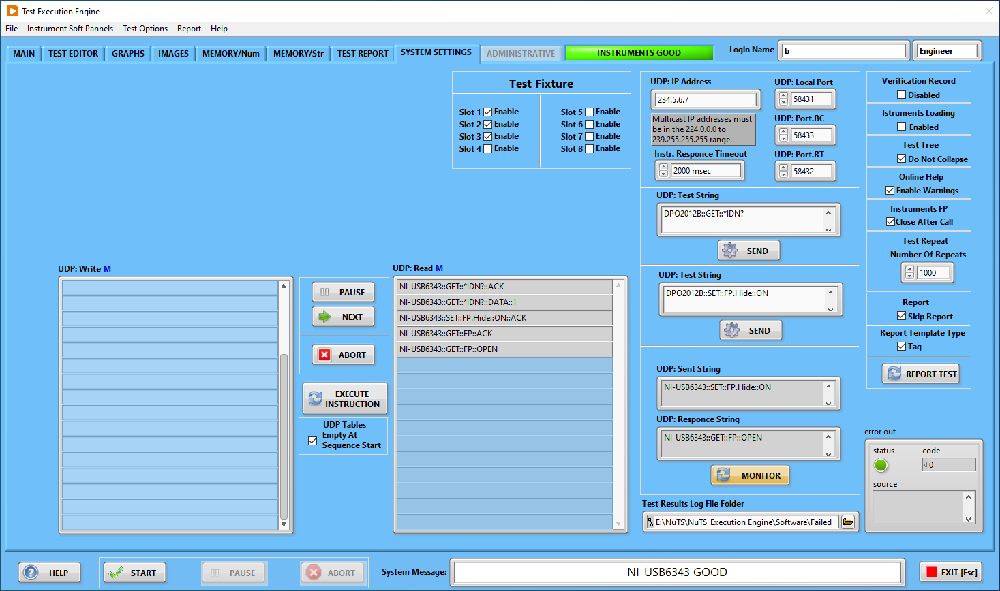 Test Execution Engine
File Instrument Soft Pannels Test Options Report Help
MAIN TEST EDITOR GRAPHS IMAGES MEMORY/Num MEMORY/Str TEST REPORT SYSTEM SETTINGS ADMINISTRATIVE INSTRUMENTS GOOD Login Name b Engineer
Test Fixture
Slot 1 Enable
Slot 2 Enable
Slot 3 Enable
Slot 4 Enable
Slot 5 Enable
Slot 6 Enable
Slot 7 Enable
Slot 8 Enable
UDP: IP Address
234.5.6.7
Multicast IP addresses must
be in the 224.0.0.0 to
239.255.255.255 range.
Instr. Responce Timeout
2000 msec
UDP: Local Port
58431
UDP: Port.BC
58433
UDP: Port.RT
58432
UDP: Test String
DPO2012B::GET::*IDN?
SEND
UDP: Test String
DPO2012B::SET::FP.Hide::ON
SEND
UDP: Sent String
NI-USB6343::SET::FP.Hide::ON
UDP: Responce String
NI-USB6343::GET::FP::OPEN
MONITOR
Test Results Log File Folder
E:\NuTS\NuTS_Execution Engine\Software\Failed
Verification Record
Disabled
Istruments Loading
Enabled
Test Tree
Do Not Collapse
Online Help
Enable Warnings
Instruments FP
Close After Call
Test Repeat
Number Of Repeats
1000
Report
Skip Report
Report Template Type
Tag
REPORT TEST
error out
status code
d 0
source
UDP: Write M
PAUSE
NEXT
ABORT
EXECUTE
INSTRUCTION
UDP Tables
Empty At
Sequence Start
UDP: Read M
NI-USB6343::GET::*IDN?::ACK
NI-USB6343::GET::*IDN?::DATA::1
NI-USB6343::SET::FP.Hide::ON::ACK
NI-USB6343::GET::FP::ACK
NI-USB6343::GET::FP::OPEN
HELP START PAUSE ABORT System Message: NI-USB6343 GOOD EXIT [Esc]